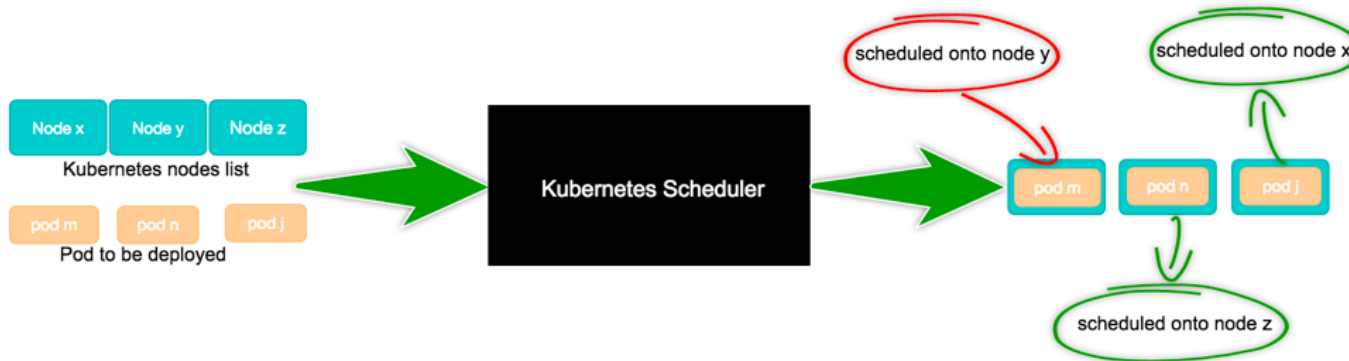 scheduled onto node y
scheduled onto node x
Node x
Node y
Node z
Kubernetes nodes list
Kubernetes Scheduler
pod m
pod n
pod j
pod m
pod n
pod j
Pod to be deployed
scheduled onto node z